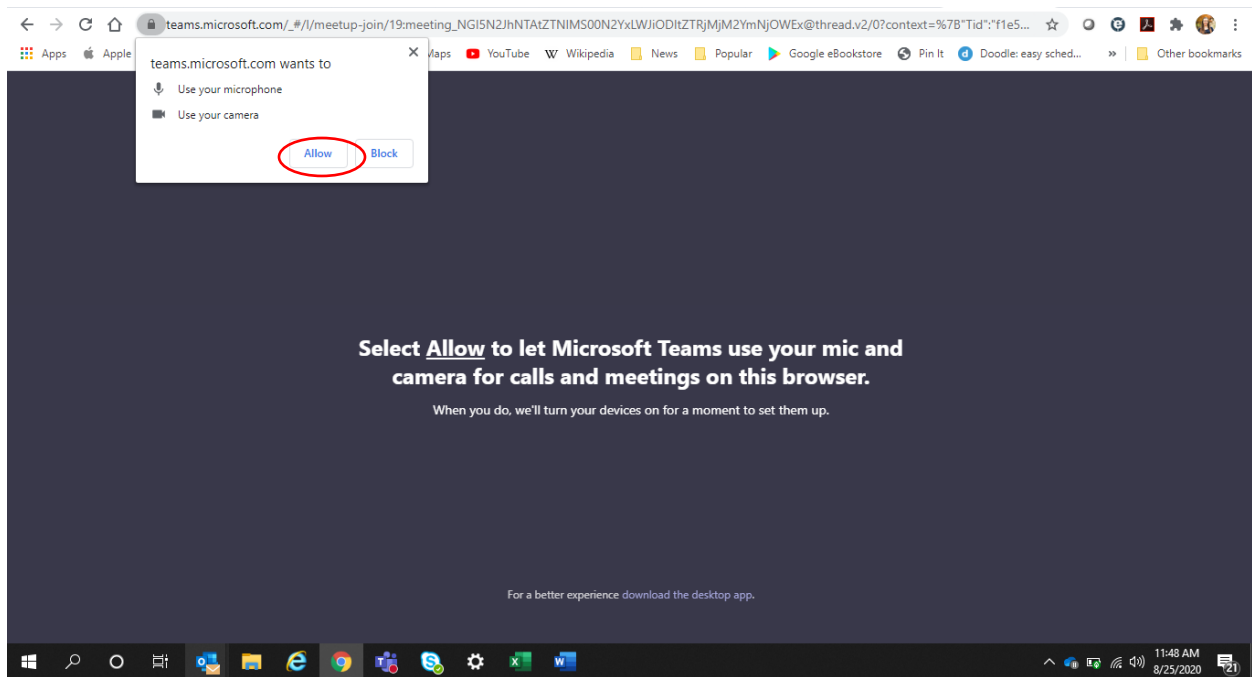 teams.microsoft.com/_#/l/meetup-join/19:meeting_NGI5N2JhNTAtZTNIMS00N2YxLWJiODItZTRjMjM2YmNjOWEx@thread.v2/0?context=%7B"Tid":"f1e5...
Apps Apple Maps YouTube W Wikipedia News Popular Google eBookstore Pin It d Doodle: easy sched... » Other bookmarks
teams.microsoft.com wants to
Use your microphone
Use your camera
Allow Block
Select Allow to let Microsoft Teams use your mic and
camera for calls and meetings on this browser.
When you do, we'll turn your devices on for a moment to set them up.
For a better experience download the desktop app.
11:48 AM
8/25/2020
21